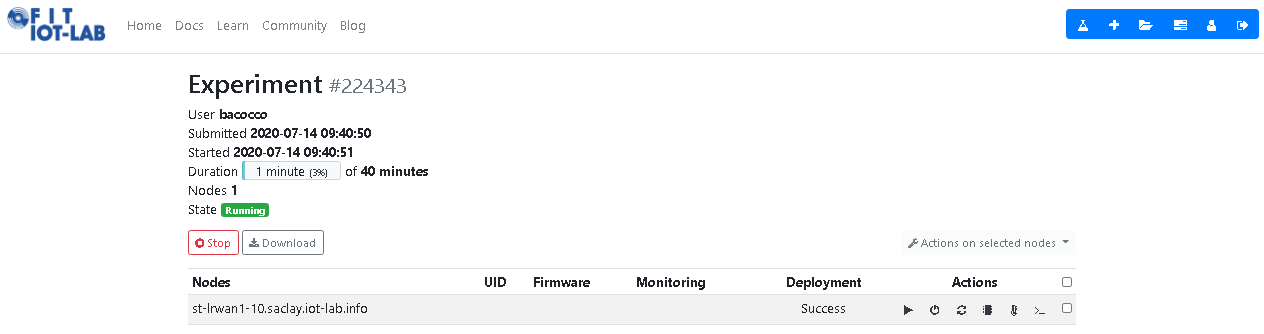 FIT IOT-LAB Home Docs Learn Community Blog
Experiment #224343
User bacocco
Submitted 2020-07-14 09:40:50
Started 2020-07-14 09:40:51
Duration 1 minute (3%) of 40 minutes
Nodes 1
State Running
Stop Download Actions on selected nodes
Nodes UID Firmware Monitoring Deployment Actions
st-lrwan1-10.saclay.iot-lab.info Success